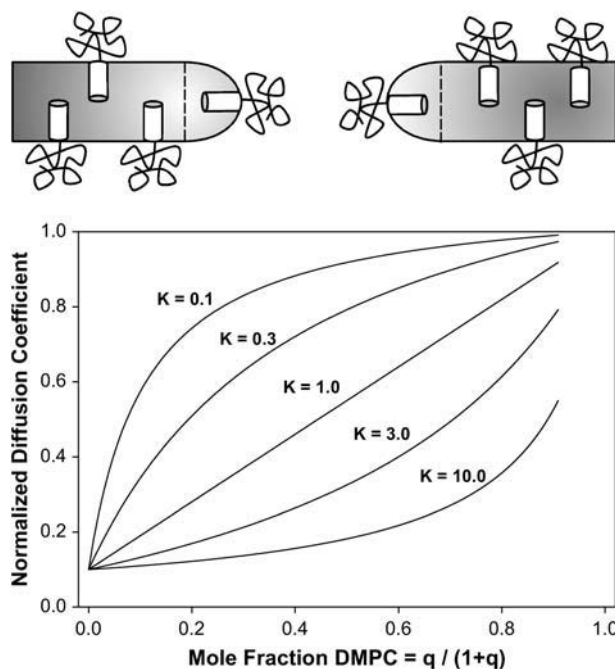 1.0
0.8
0.6
0.4
0.2
0.0
Normalized Diffusion Coefficient
K = 0.1
K = 0.3
K = 1.0
K = 3.0
K = 10.0
0.0 0.2 0.4 0.6 0.8 1.0
Mole Fraction DMPC = q / (1+q)